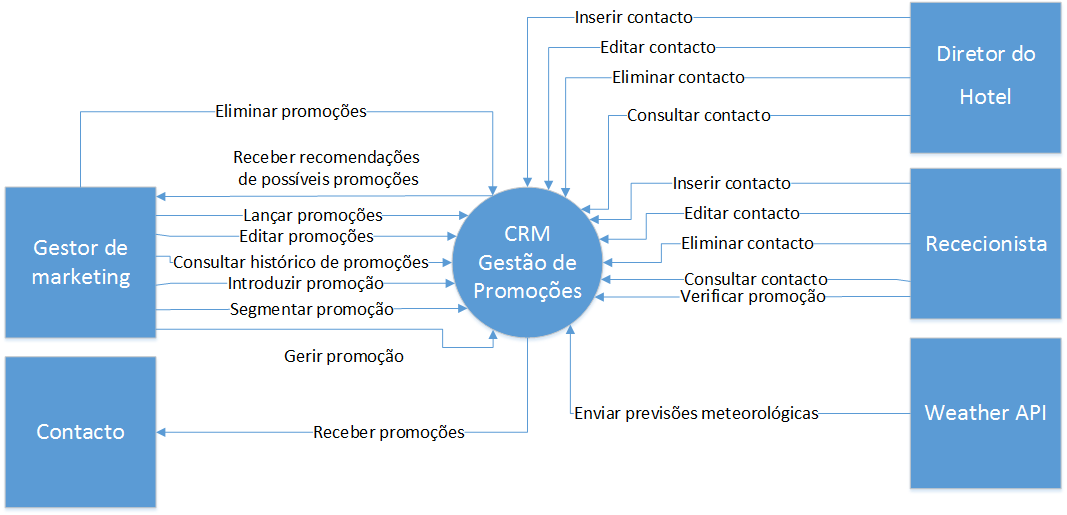 Inserir contacto
Editar contacto
Eliminar contacto
Consultar contacto
Diretor do
Hotel
Eliminar promoções
Receber recomendações
de possíveis promoções
Lançar promoções
Editar promoções
Consultar histórico de promoções
Introduzir promoção
Segmentar promoção
Gerir promoção
Gestor de
marketing
CRM
Gestão de
Promoções
Inserir contacto
Editar contacto
Eliminar contacto
Consultar contacto
Verificar promoção
Rececionista
Contacto
Receber promoções
Enviar previsões meteorológicas
Weather API